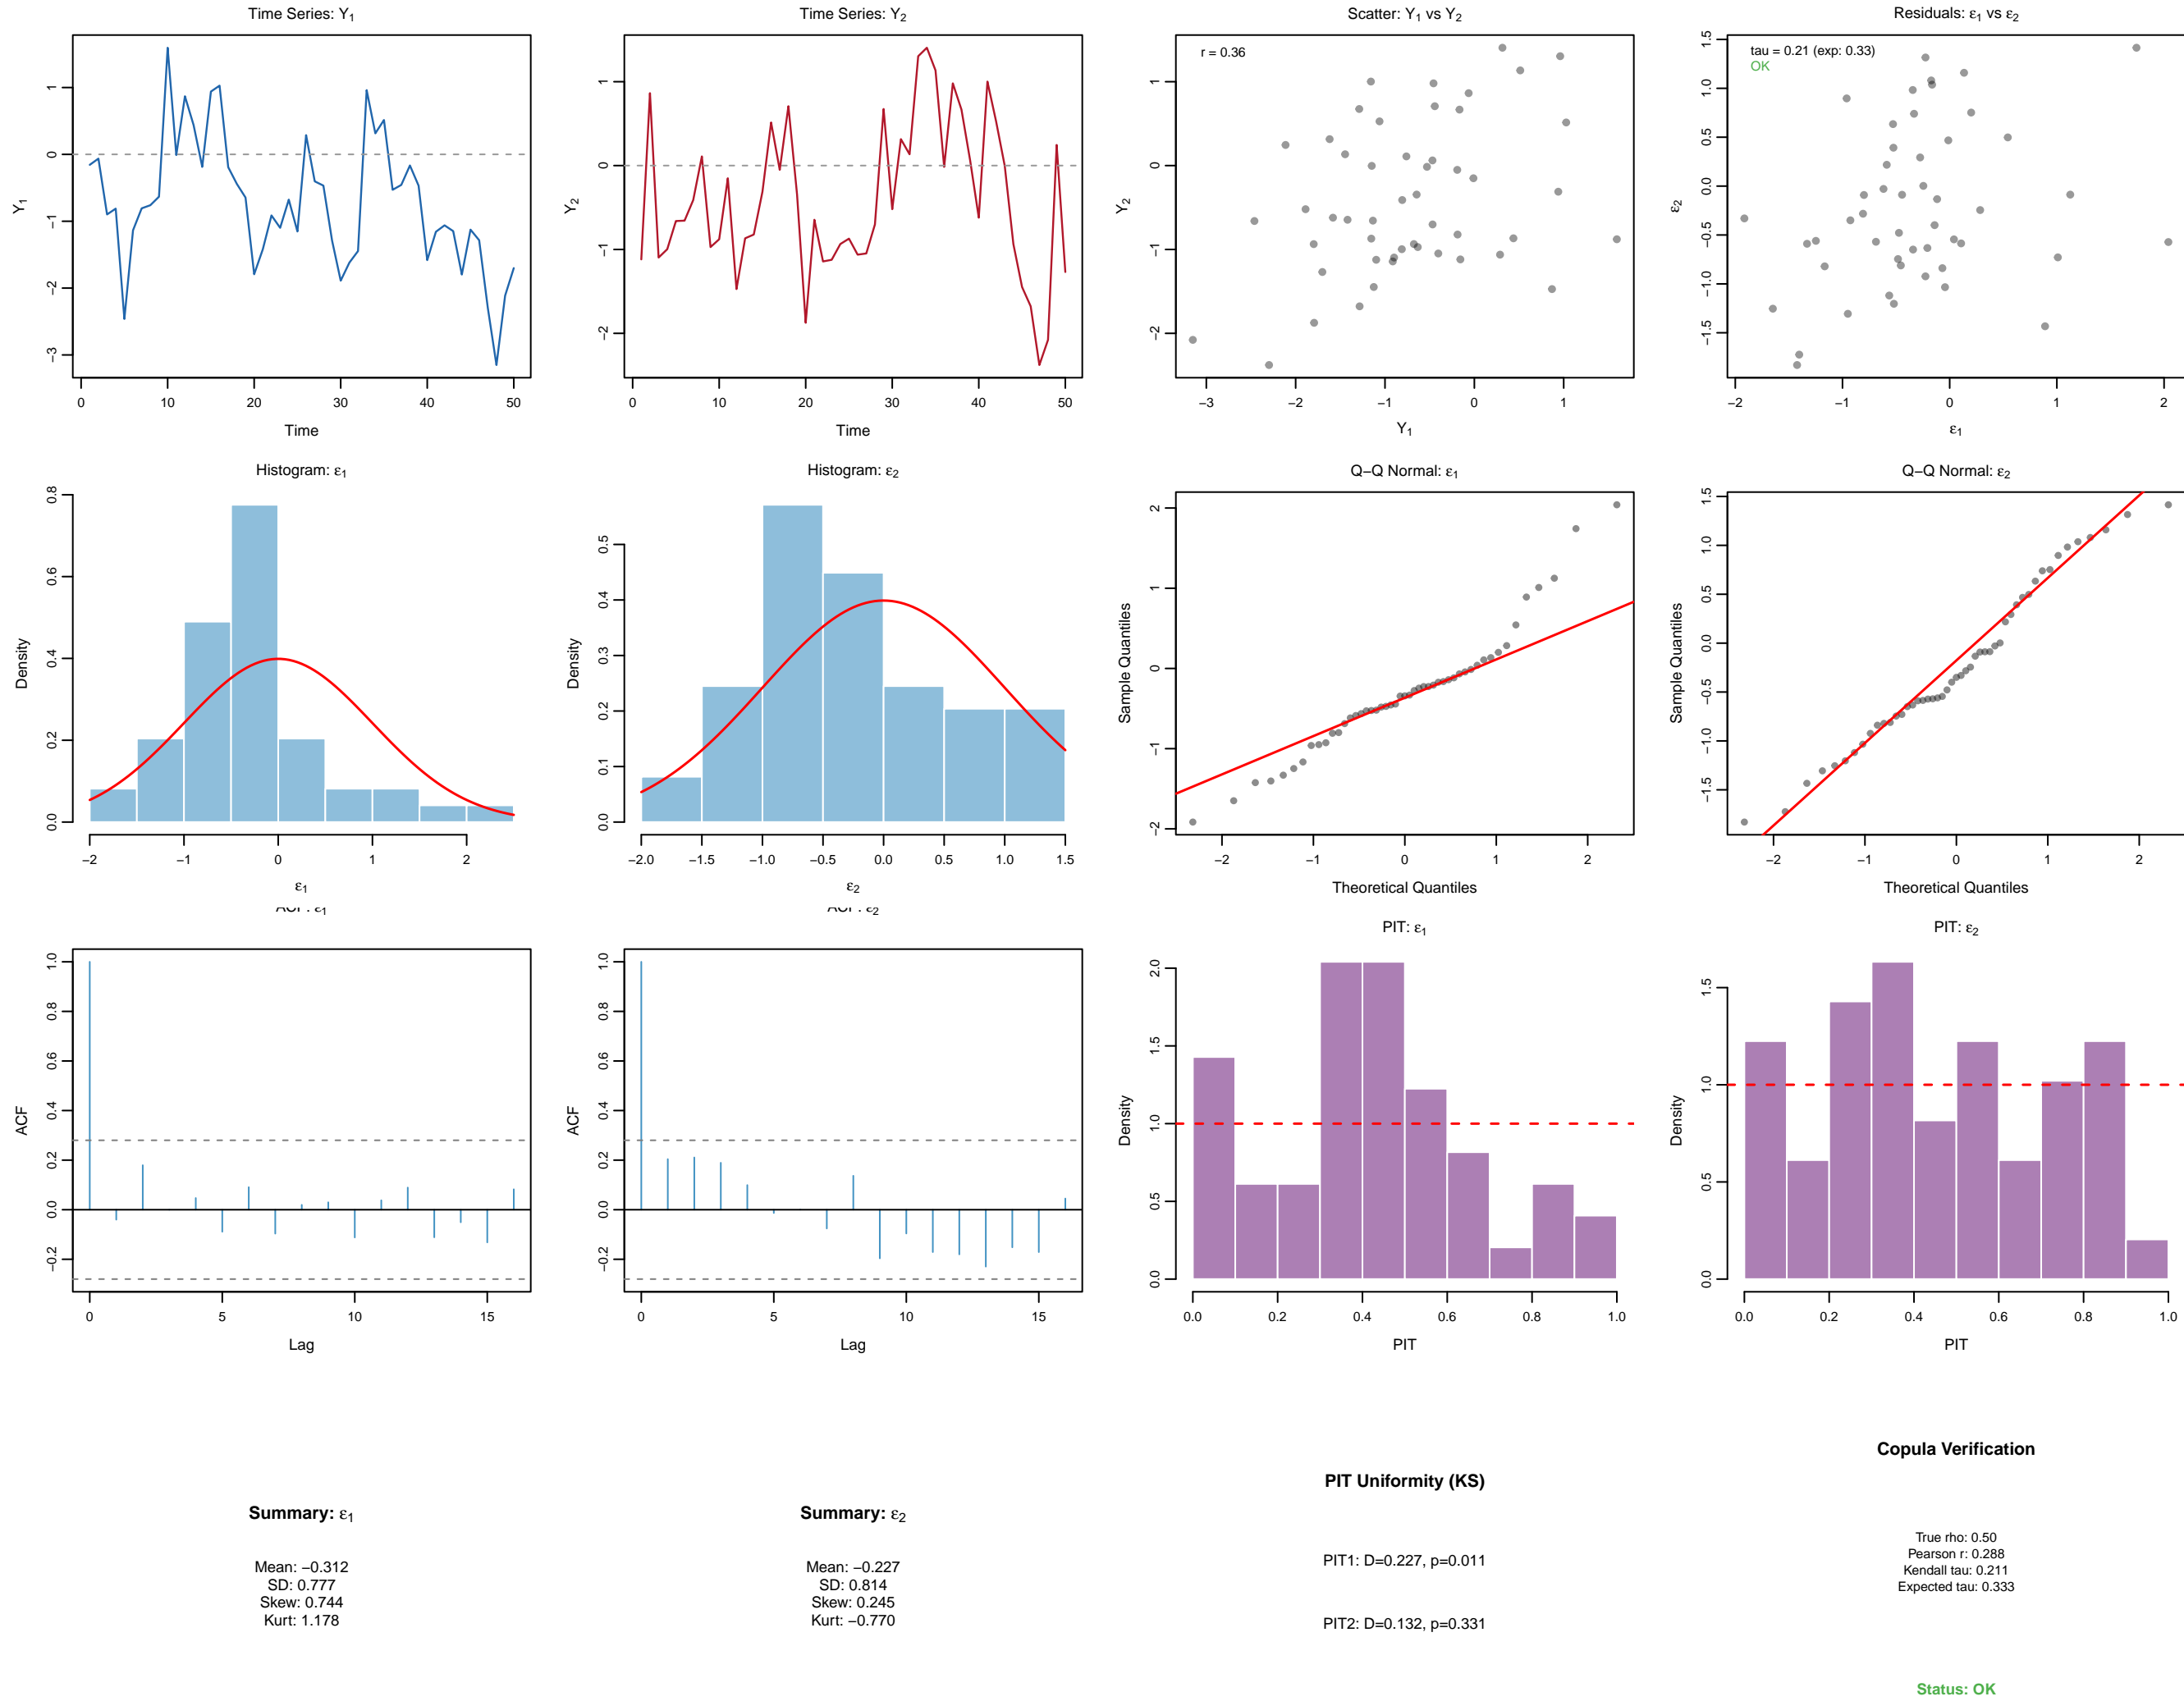 Time Series: Y1
1
0
−1
−2
−3
Y1
0 10 20 30 40 50
Time
Time Series: Y2
1
0
−1
−2
Y2
0 10 20 30 40 50
Time
Scatter: Y1 vs Y2
r = 0.36
1
0
−1
−2
Y2
−3 −2 −1 0 1
Y1
Residuals: ε1 vs ε2
tau = 0.21 (exp: 0.33)
OK
1.5
1.0
0.5
0.0
−0.5
−1.0
−1.5
ε2
−2 −1 0 1 2
ε1
Histogram: ε1
0.8
0.6
0.4
0.2
0.0
Density
−2 −1 0 1 2
ε1
Histogram: ε2
0.5
0.4
0.3
0.2
0.1
0.0
Density
−2.0 −1.5 −1.0 −0.5 0.0 0.5 1.0 1.5
ε2
Q−Q Normal: ε1
2
1
0
−1
−2
Sample Quantiles
−2 −1 0 1 2
Theoretical Quantiles
Q−Q Normal: ε2
1.5
1.0
0.5
0.0
−0.5
−1.0
−1.5
Sample Quantiles
−2 −1 0 1 2
Theoretical Quantiles
ACF: ε1
1.0
0.8
0.6
0.4
0.2
0.0
−0.2
ACF
0 5 10 15
Lag
ACF: ε2
1.0
0.8
0.6
0.4
0.2
0.0
−0.2
ACF
0 5 10 15
Lag
PIT: ε1
2.0
1.5
1.0
0.5
0.0
Density
0.0 0.2 0.4 0.6 0.8 1.0
PIT
PIT: ε2
1.5
1.0
0.5
0.0
Density
0.0 0.2 0.4 0.6 0.8 1.0
PIT
Summary: ε1
Mean: −0.312
SD: 0.777
Skew: 0.744
Kurt: 1.178
Summary: ε2
Mean: −0.227
SD: 0.814
Skew: 0.245
Kurt: −0.770
PIT Uniformity (KS)
PIT1: D=0.227, p=0.011
PIT2: D=0.132, p=0.331
Copula Verification
True rho: 0.50
Pearson r: 0.288
Kendall tau: 0.211
Expected tau: 0.333
Status: OK